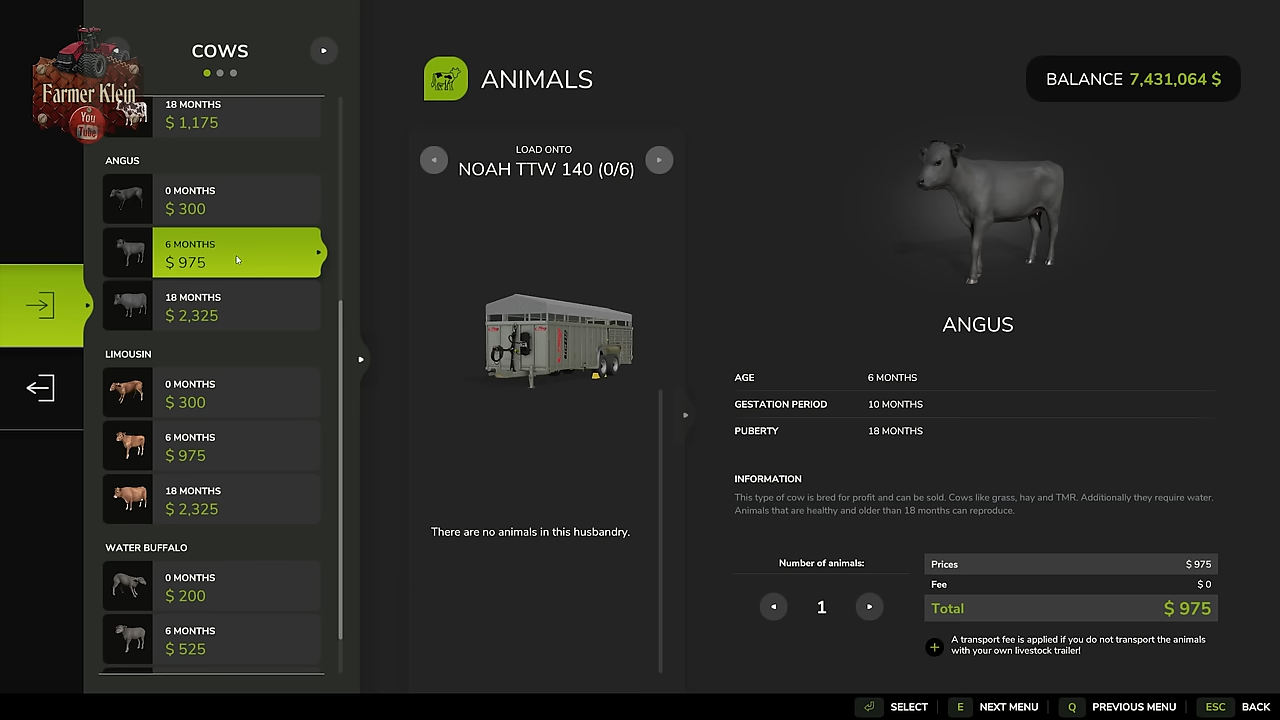 Farmer Klein
You
Tube
COWS
18 MONTHS
$ 1,175
ANGUS
0 MONTHS
$ 300
6 MONTHS
$ 975
18 MONTHS
$ 2,325
LIMOUSIN
0 MONTHS
$ 300
6 MONTHS
$ 975
18 MONTHS
$ 2,325
WATER BUFFALO
0 MONTHS
$ 200
6 MONTHS
$ 525
ANIMALS
BALANCE 7,431,064 $
LOAD ONTO
NOAH TTW 140 (0/6)
There are no animals in this husbandry.
ANGUS
AGE 6 MONTHS
GESTATION PERIOD 10 MONTHS
PUBERTY 18 MONTHS
INFORMATION
This type of cow is bred for profit and can be sold. Cows like grass, hay and TMR. Additionally they require water.
Animals that are healthy and older than 18 months can reproduce.
Number of animals:
1
Prices $ 975
Fee $ 0
Total $ 975
A transport fee is applied if you do not transport the animals
with your own livestock trailer!
SELECT E NEXT MENU Q PREVIOUS MENU ESC BACK